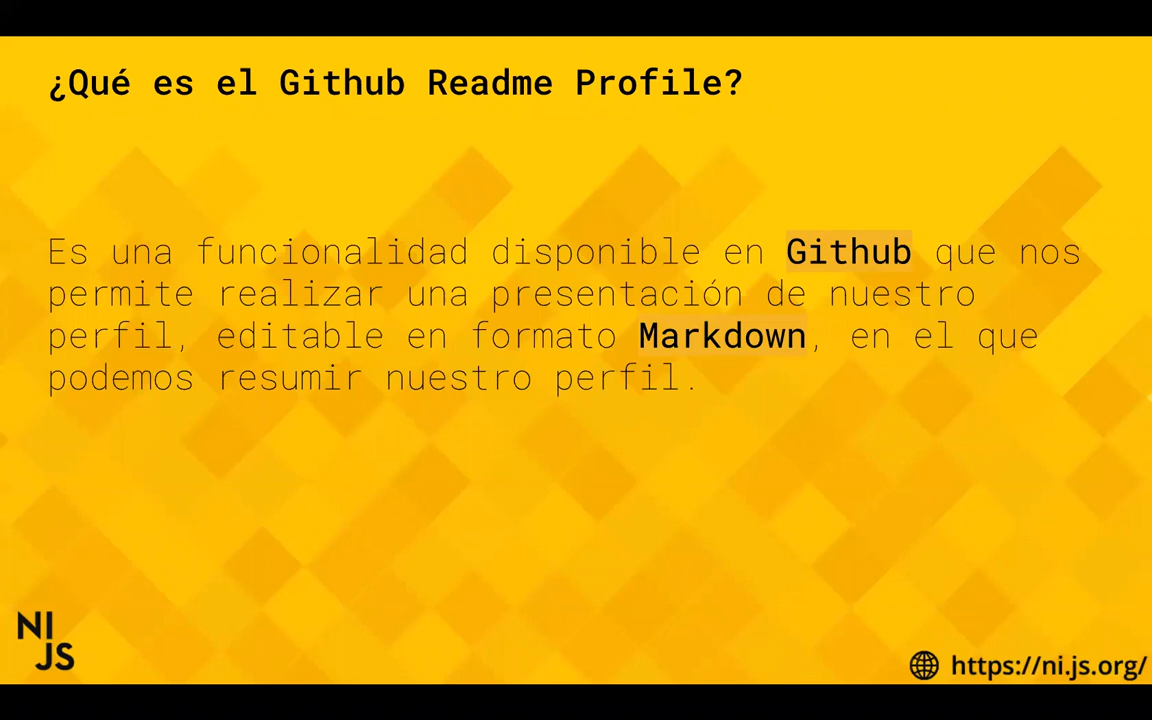 ¿Qué es el Github Readme Profile?
Es una funcionalidad disponible en Github que nos
permite realizar una presentación de nuestro
perfil, editable en formato Markdown, en el que
podemos resumir nuestro perfil.
NI
JS
https://ni.js.org/